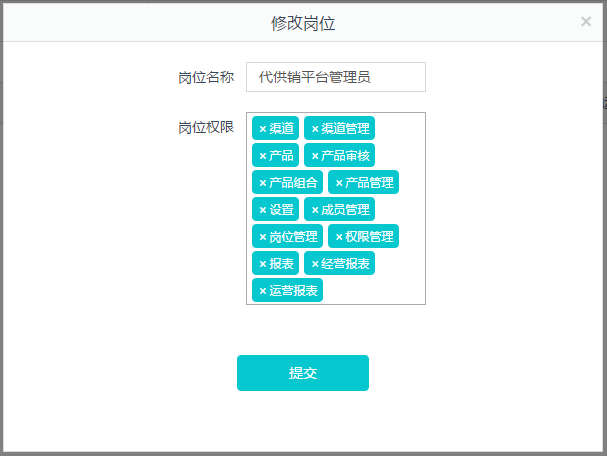 修改岗位 ×
岗位名称 代供销平台管理员
岗位权限 × 渠道 × 渠道管理
× 产品 × 产品审核
× 产品组合 × 产品管理
× 设置 × 成员管理
× 岗位管理 × 权限管理
× 报表 × 经营报表
× 运营报表
提交